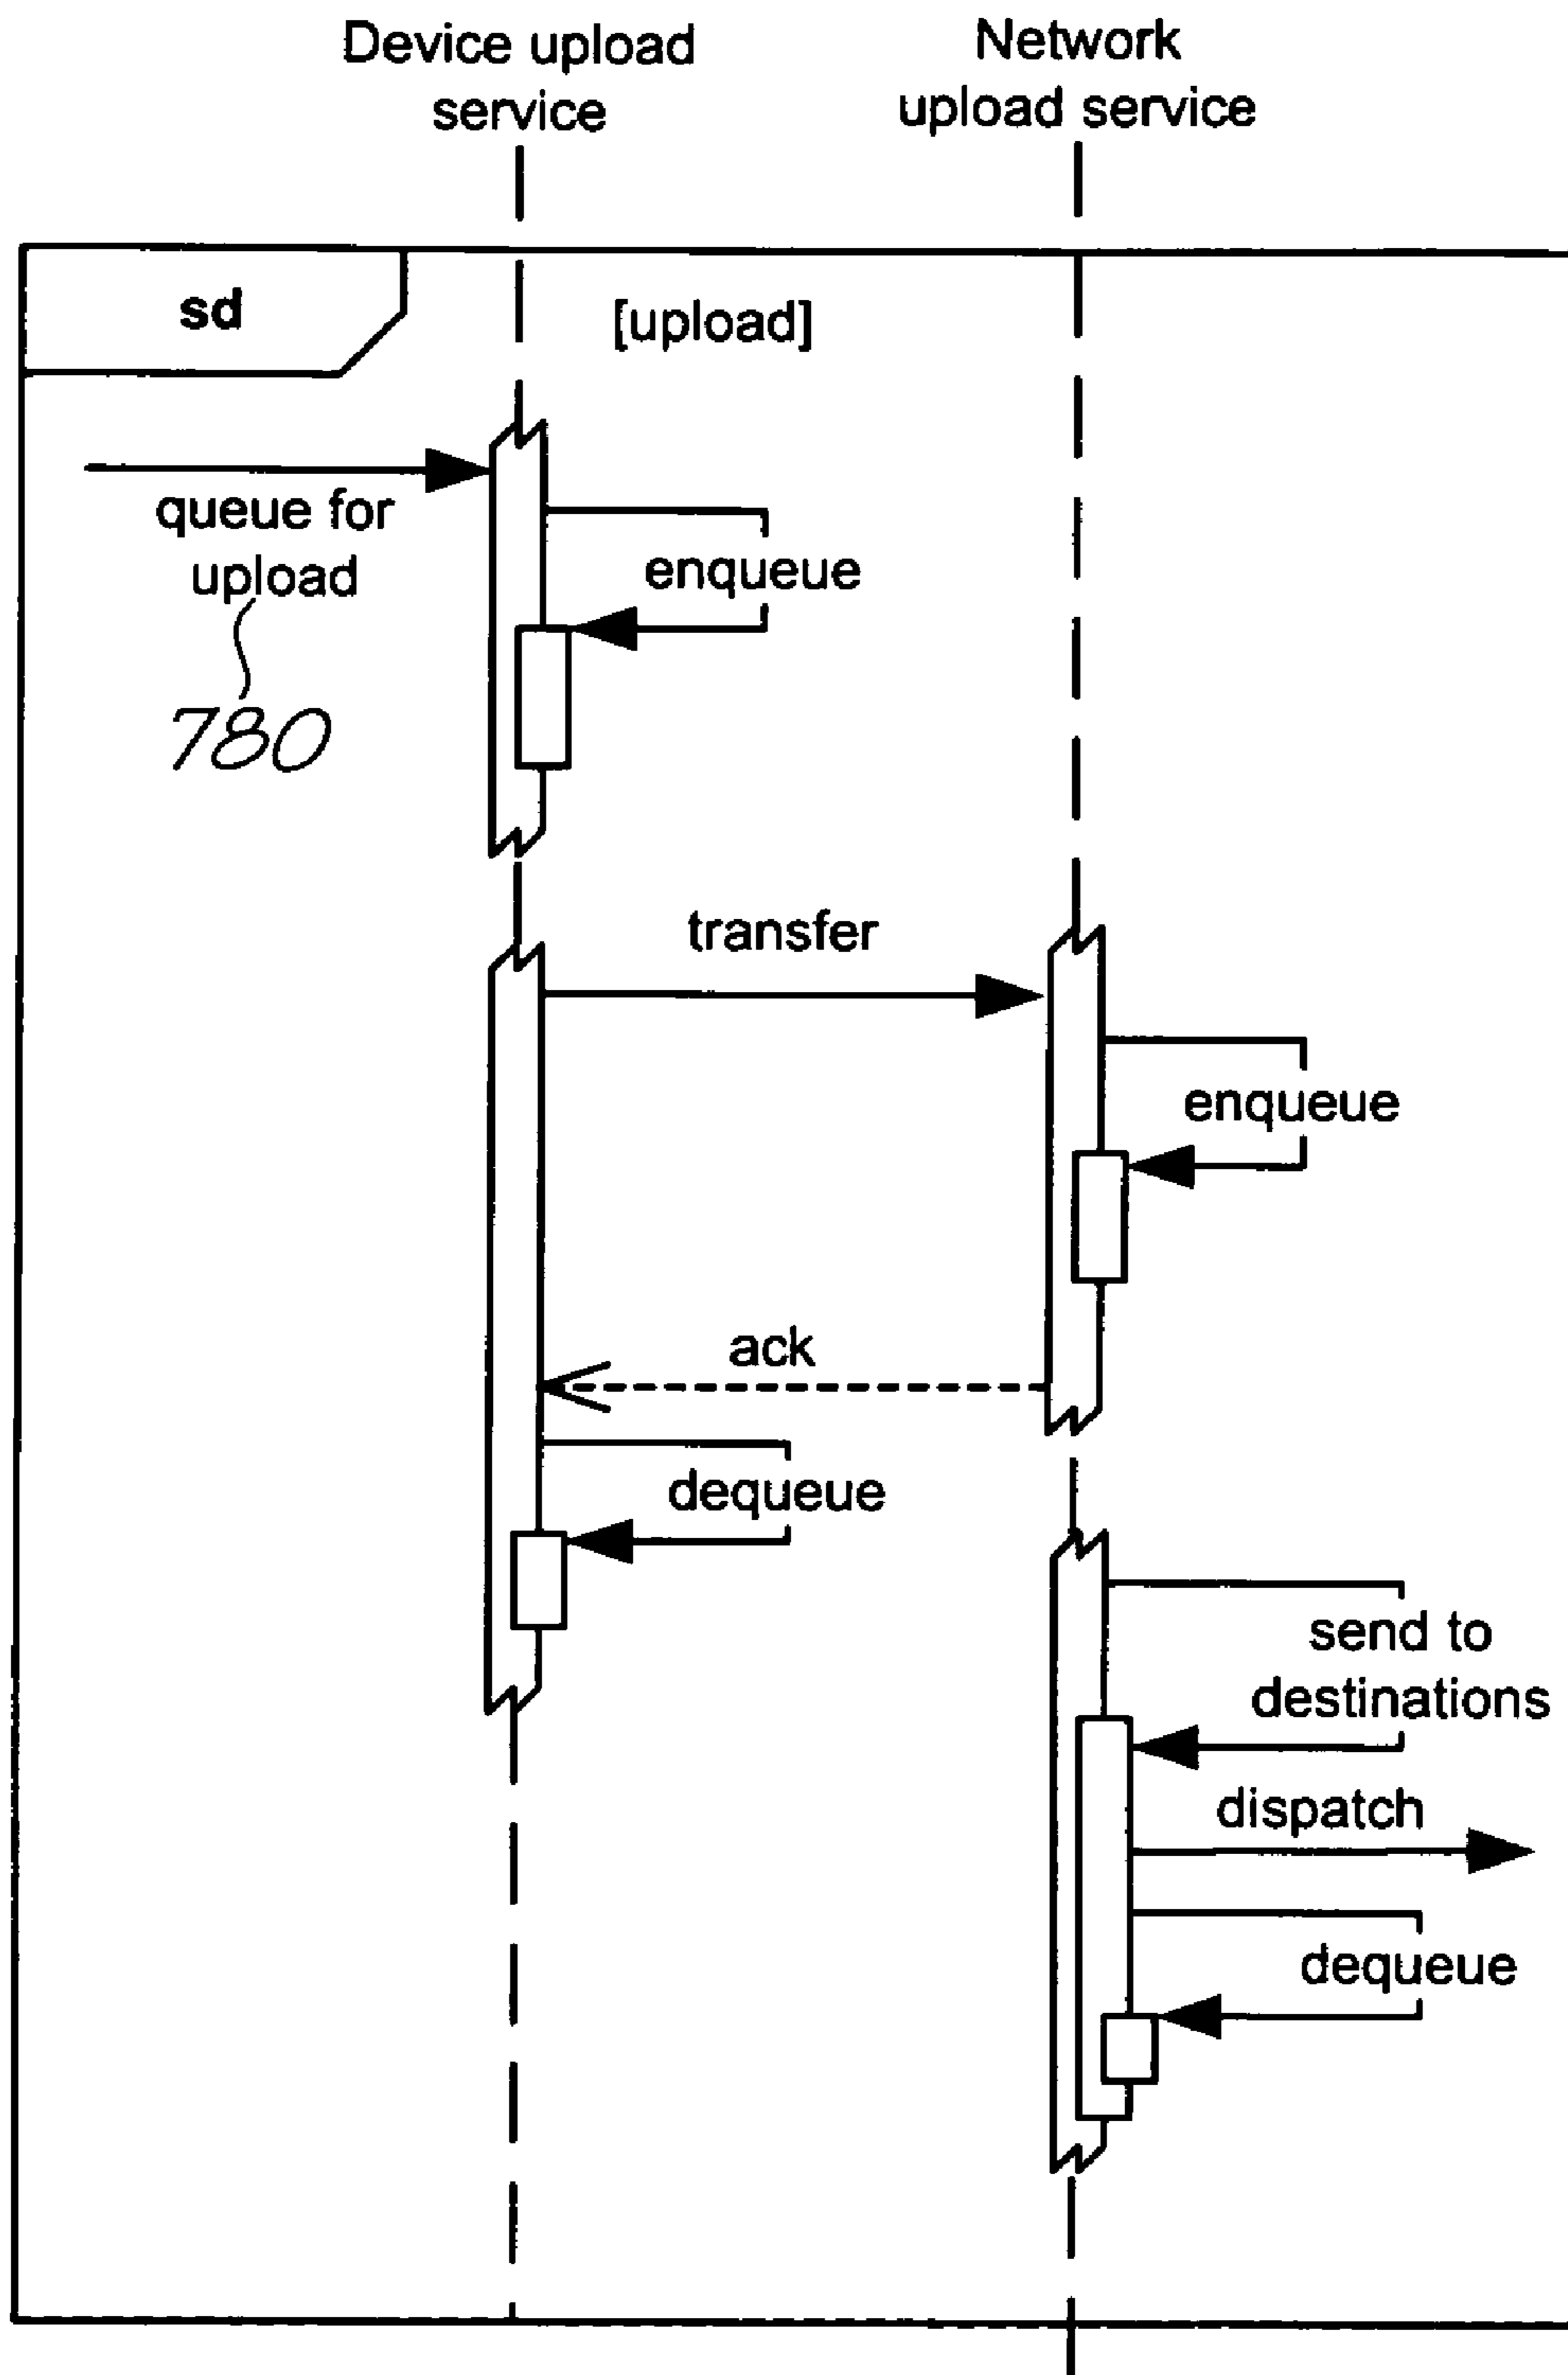 Device upload
service
Network
upload service
sd
[upload]
queue for
upload
780
enqueue
transfer
enqueue
ack
dequeue
send to
destinations
dispatch
dequeue